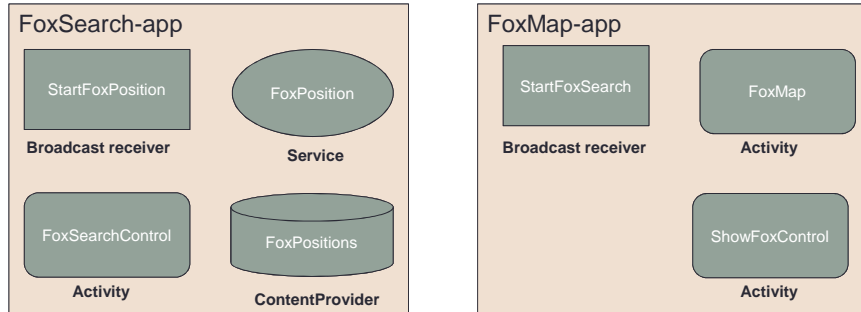 FoxSearch-app
StartFoxPosition
FoxPosition
Broadcast receiver
Service
FoxSearchControl
FoxPositions
Activity
ContentProvider
FoxMap-app
StartFoxSearch
FoxMap
Broadcast receiver
Activity
ShowFoxControl
Activity